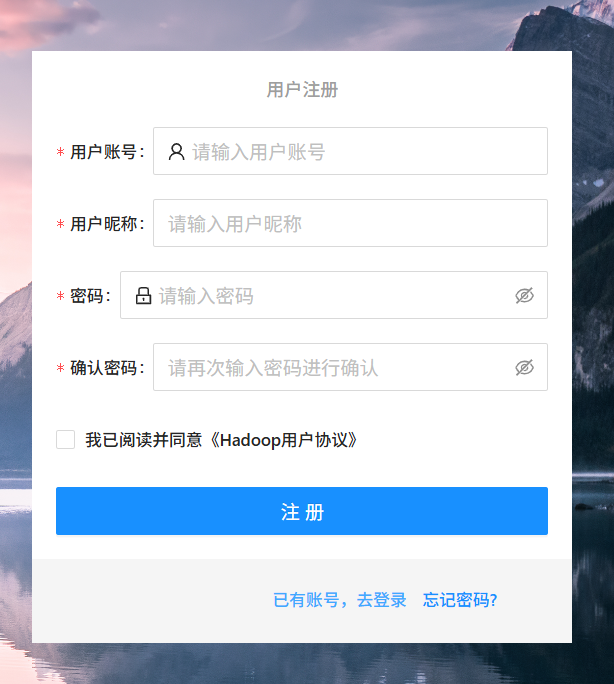 用户注册
* 用户账号： 请输入用户账号
* 用户昵称： 请输入用户昵称
* 密码： 请输入密码
* 确认密码： 请再次输入密码进行确认
我已阅读并同意《Hadoop用户协议》
注 册
已有账号，去登录 忘记密码?